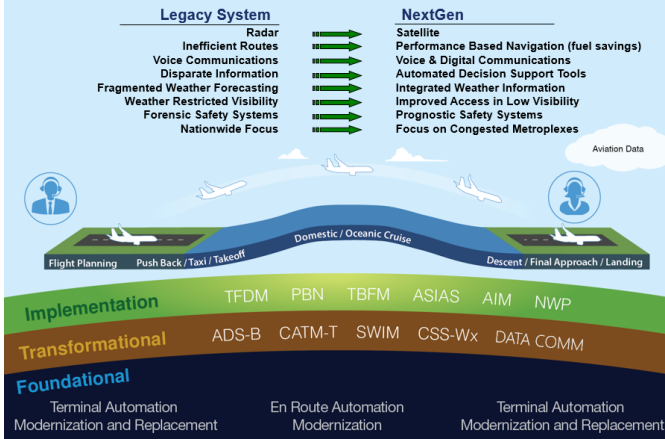 Legacy System NextGen
Radar Satellite
Inefficient Routes Performance Based Navigation (fuel savings)
Voice Communications Voice & Digital Communications
Disparate Information Automated Decision Support Tools
Fragmented Weather Forecasting Integrated Weather Information
Weather Restricted Visibility Improved Access in Low Visibility
Forensic Safety Systems Prognostic Safety Systems
Nationwide Focus Focus on Congested Metroplexes
Aviation Data
Domestic / Oceanic Cruise
Flight Planning Push Back / Taxi / Takeoff Descent / Final Approach / Landing
Implementation TFDM PBN TBFM ASIAS AIM NWP
Transformational ADS-B CATM-T SWIM CSS-Wx DATA COMM
Foundational
Terminal Automation En Route Automation Terminal Automation
Modernization and Replacement Modernization Modernization and Replacement